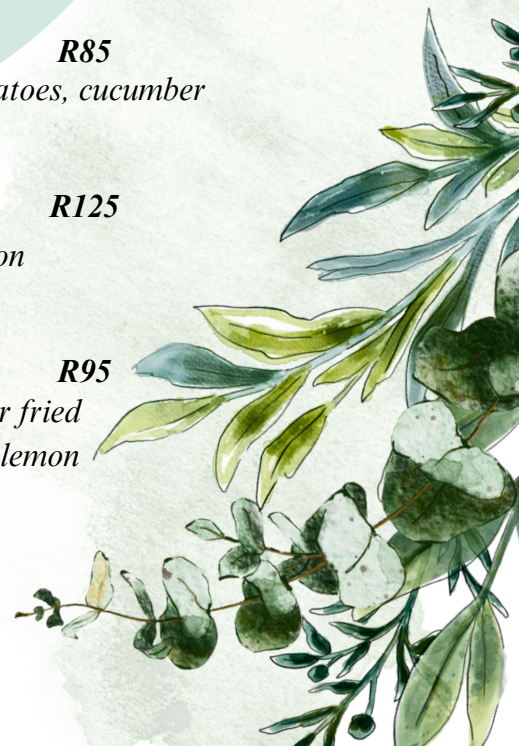 R85
atoes, cucumber
R125
on
R95
r fried
lemon